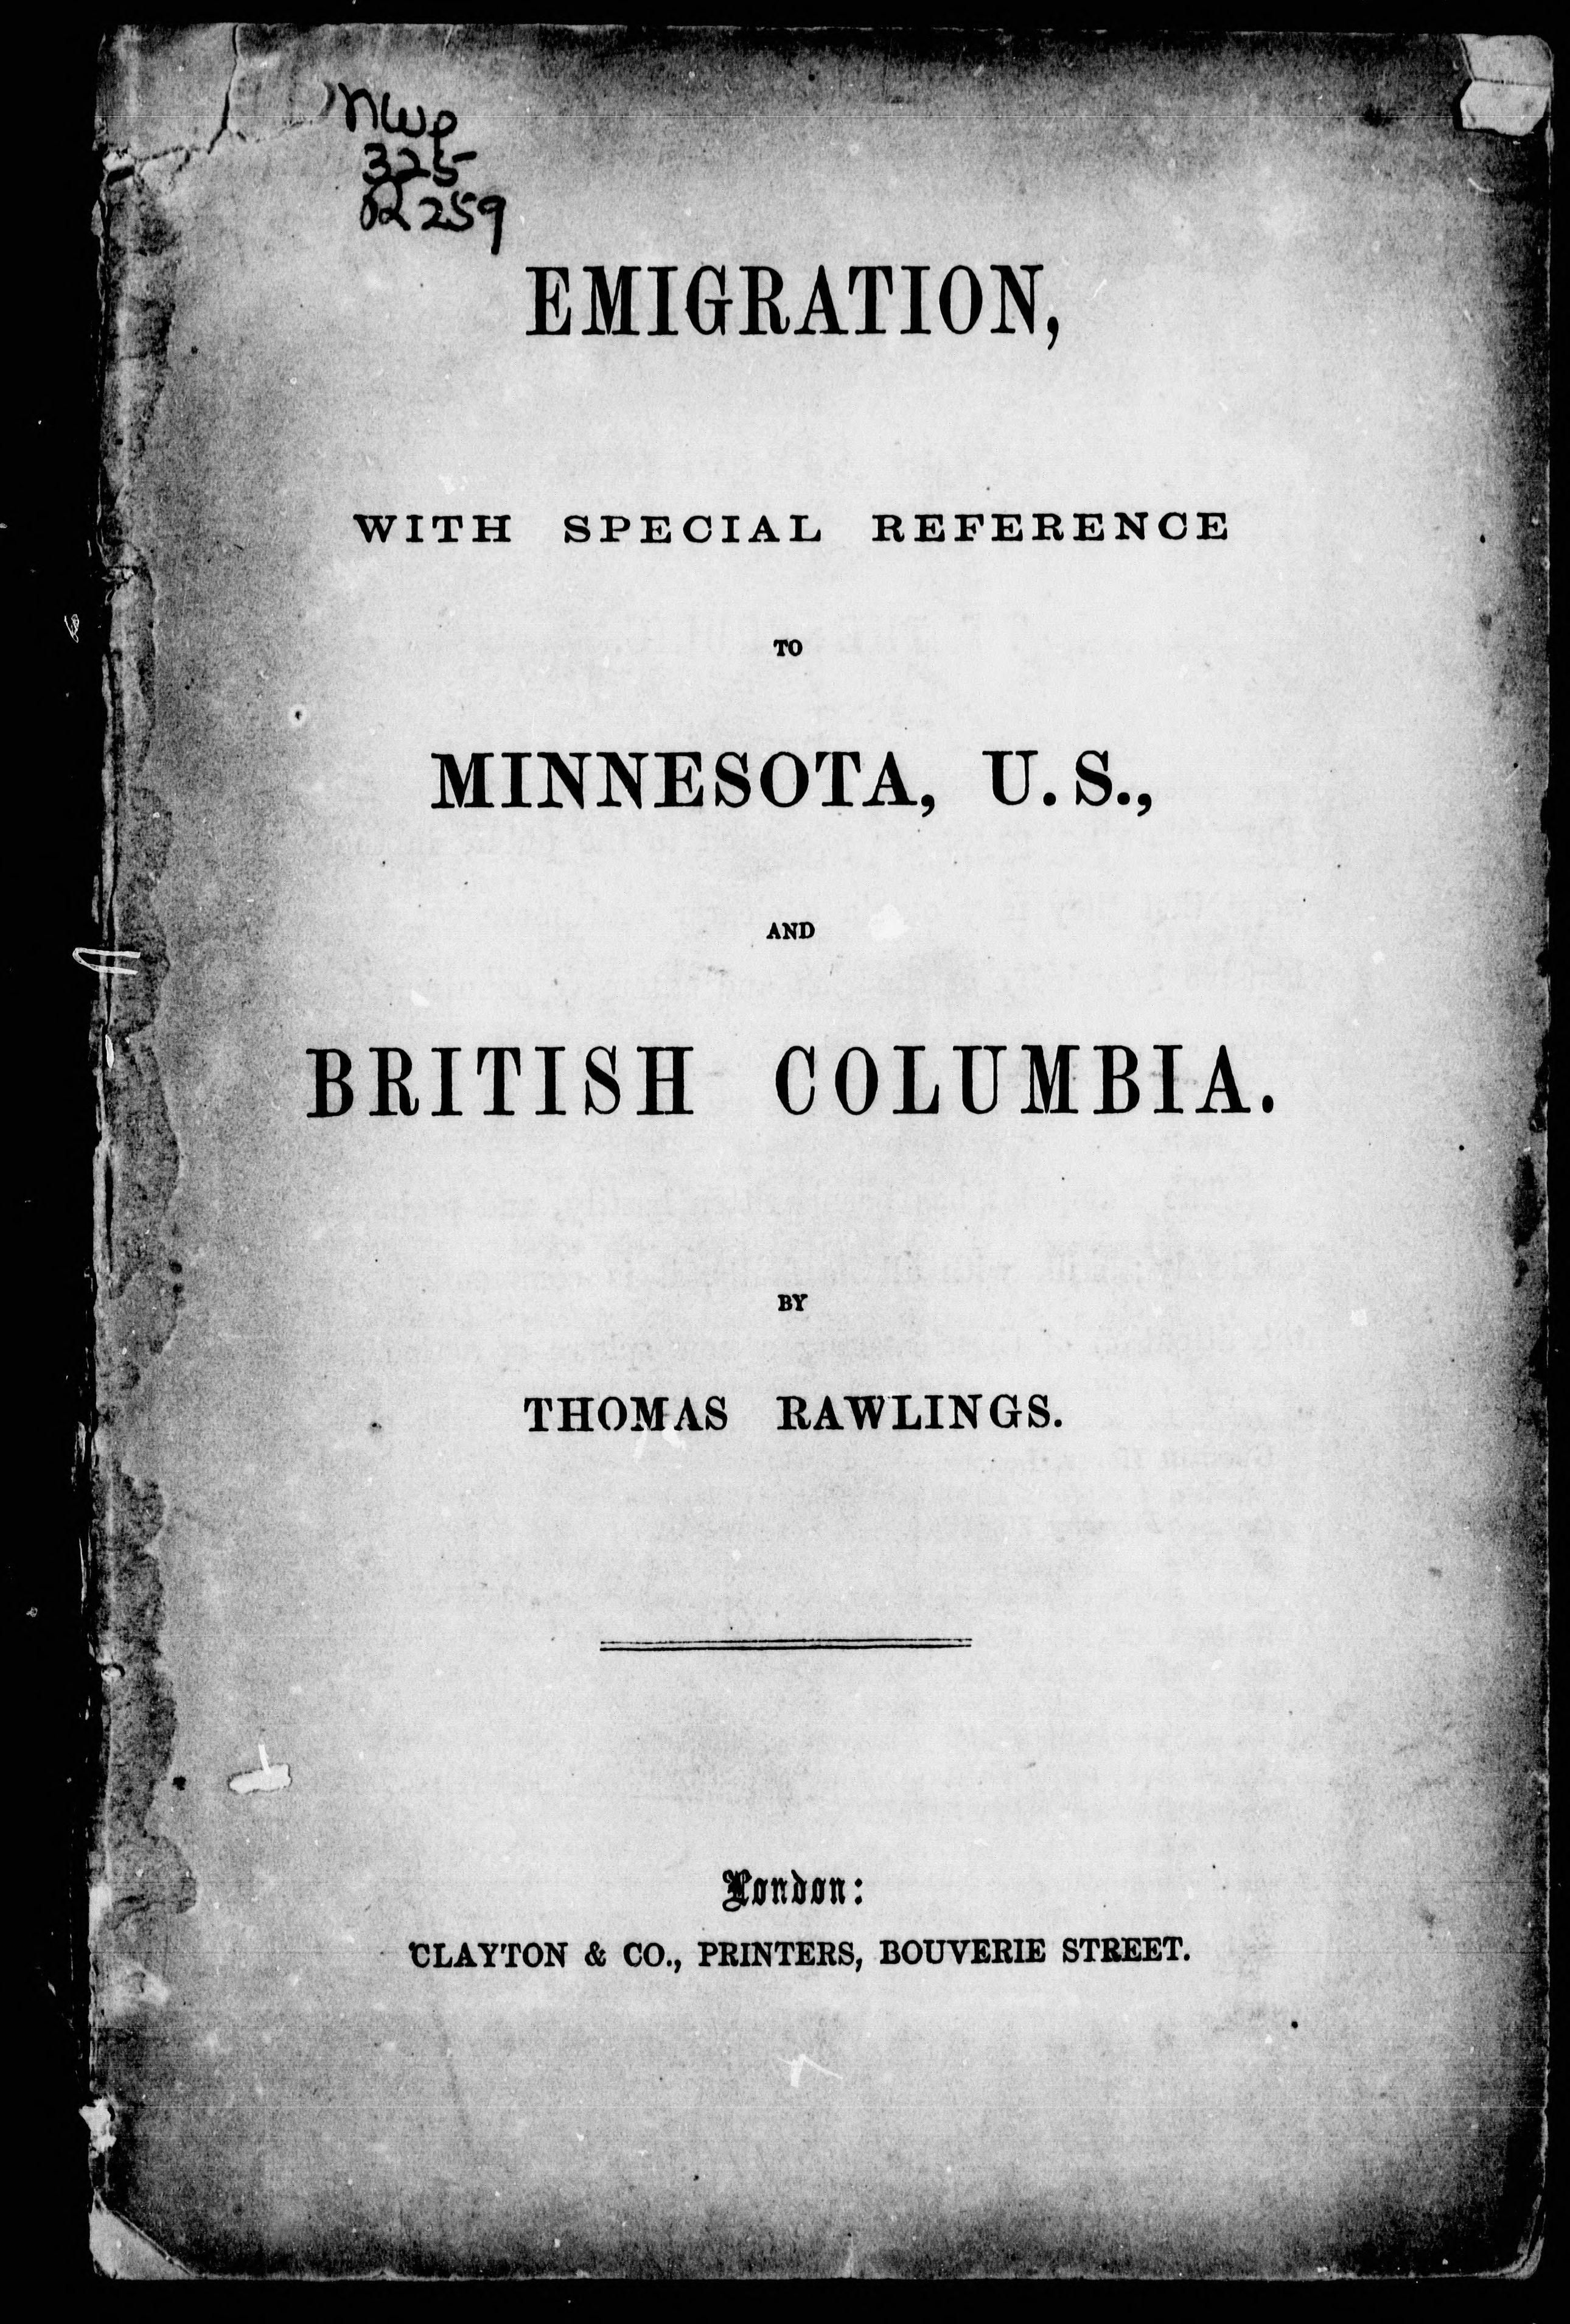 NWp
325
R259
EMIGRATION,
WITH SPECIAL REFERENCE
TO
MINNESOTA, U.S.,
AND
BRITISH COLUMBIA.
BY
THOMAS RAWLINGS.
London:
CLAYTON & CO., PRINTERS, BOUVERIE STREET.